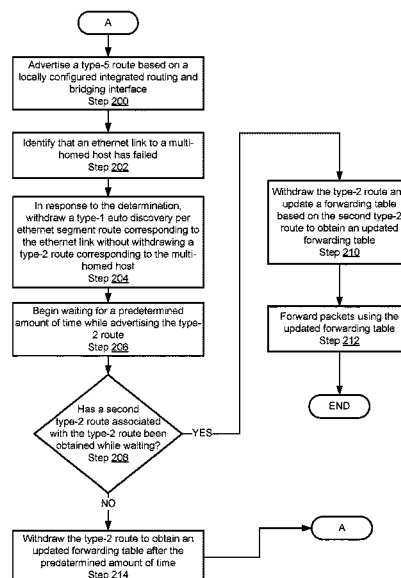 A
Advertise a type-5 route based on a
locally configured integrated routing and
bridging interface
Step 200
Identify that an ethernet link to a multi-
homed host has failed
Step 202
In response to the determination,
withdraw a type-1 auto discovery per
ethernet segment route corresponding to
the ethernet link without withdrawing a
type-2 route corresponding to the multi-
homed host
Step 204
Begin waiting for a predetermined
amount of time while advertising the type-
2 route
Step 206
Has a second
type-2 route associated
with the type-2 route been
obtained while waiting?
Step 208
YES
NO
Withdraw the type-2 route to obtain an
updated forwarding table after the
predetermined amount of time
Step 214
A
Withdraw the type-2 route an
update a forwarding table
based on the second type-2
route to obtain an updated
forwarding table
Step 210
Forward packets using the
updated forwarding table
Step 212
END